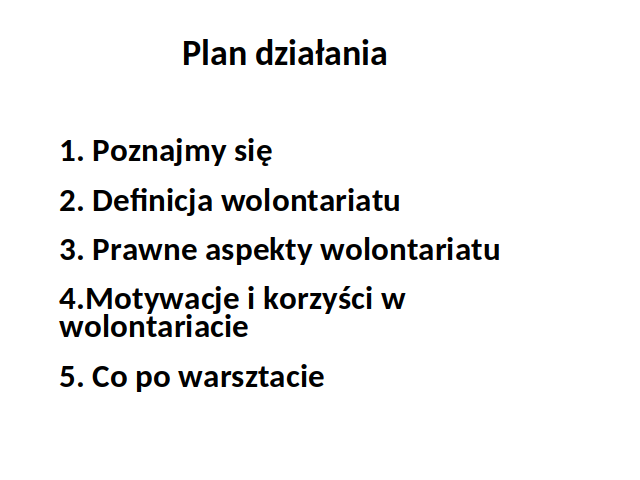 Plan działania
1. Poznajmy się
2. Definicja wolontariatu
3. Prawne aspekty wolontariatu
4.Motywacje i korzyści w
wolontariacie
5. Co po warsztacie